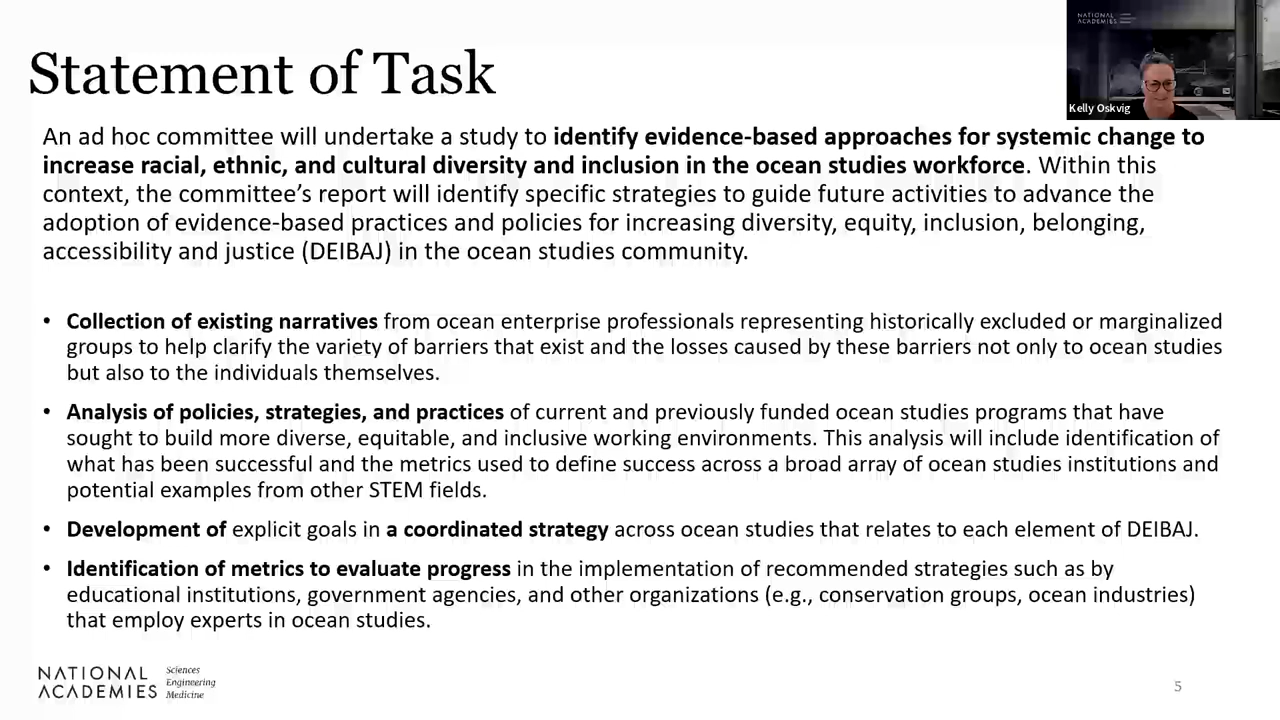 NATIONAL
ACADEMIES
Kelly Oskvig
Statement of Task
An ad hoc committee will undertake a study to identify evidence-based approaches for systemic change to
increase racial, ethnic, and cultural diversity and inclusion in the ocean studies workforce. Within this
context, the committee’s report will identify specific strategies to guide future activities to advance the
adoption of evidence-based practices and policies for increasing diversity, equity, inclusion, belonging,
accessibility and justice (DEIBAJ) in the ocean studies community.
• Collection of existing narratives from ocean enterprise professionals representing historically excluded or marginalized
groups to help clarify the variety of barriers that exist and the losses caused by these barriers not only to ocean studies
but also to the individuals themselves.
• Analysis of policies, strategies, and practices of current and previously funded ocean studies programs that have
sought to build more diverse, equitable, and inclusive working environments. This analysis will include identification of
what has been successful and the metrics used to define success across a broad array of ocean studies institutions and
potential examples from other STEM fields.
• Development of explicit goals in a coordinated strategy across ocean studies that relates to each element of DEIBAJ.
• Identification of metrics to evaluate progress in the implementation of recommended strategies such as by
educational institutions, government agencies, and other organizations (e.g., conservation groups, ocean industries)
that employ experts in ocean studies.
NATIONAL
ACADEMIES
Sciences
Engineering
Medicine
5